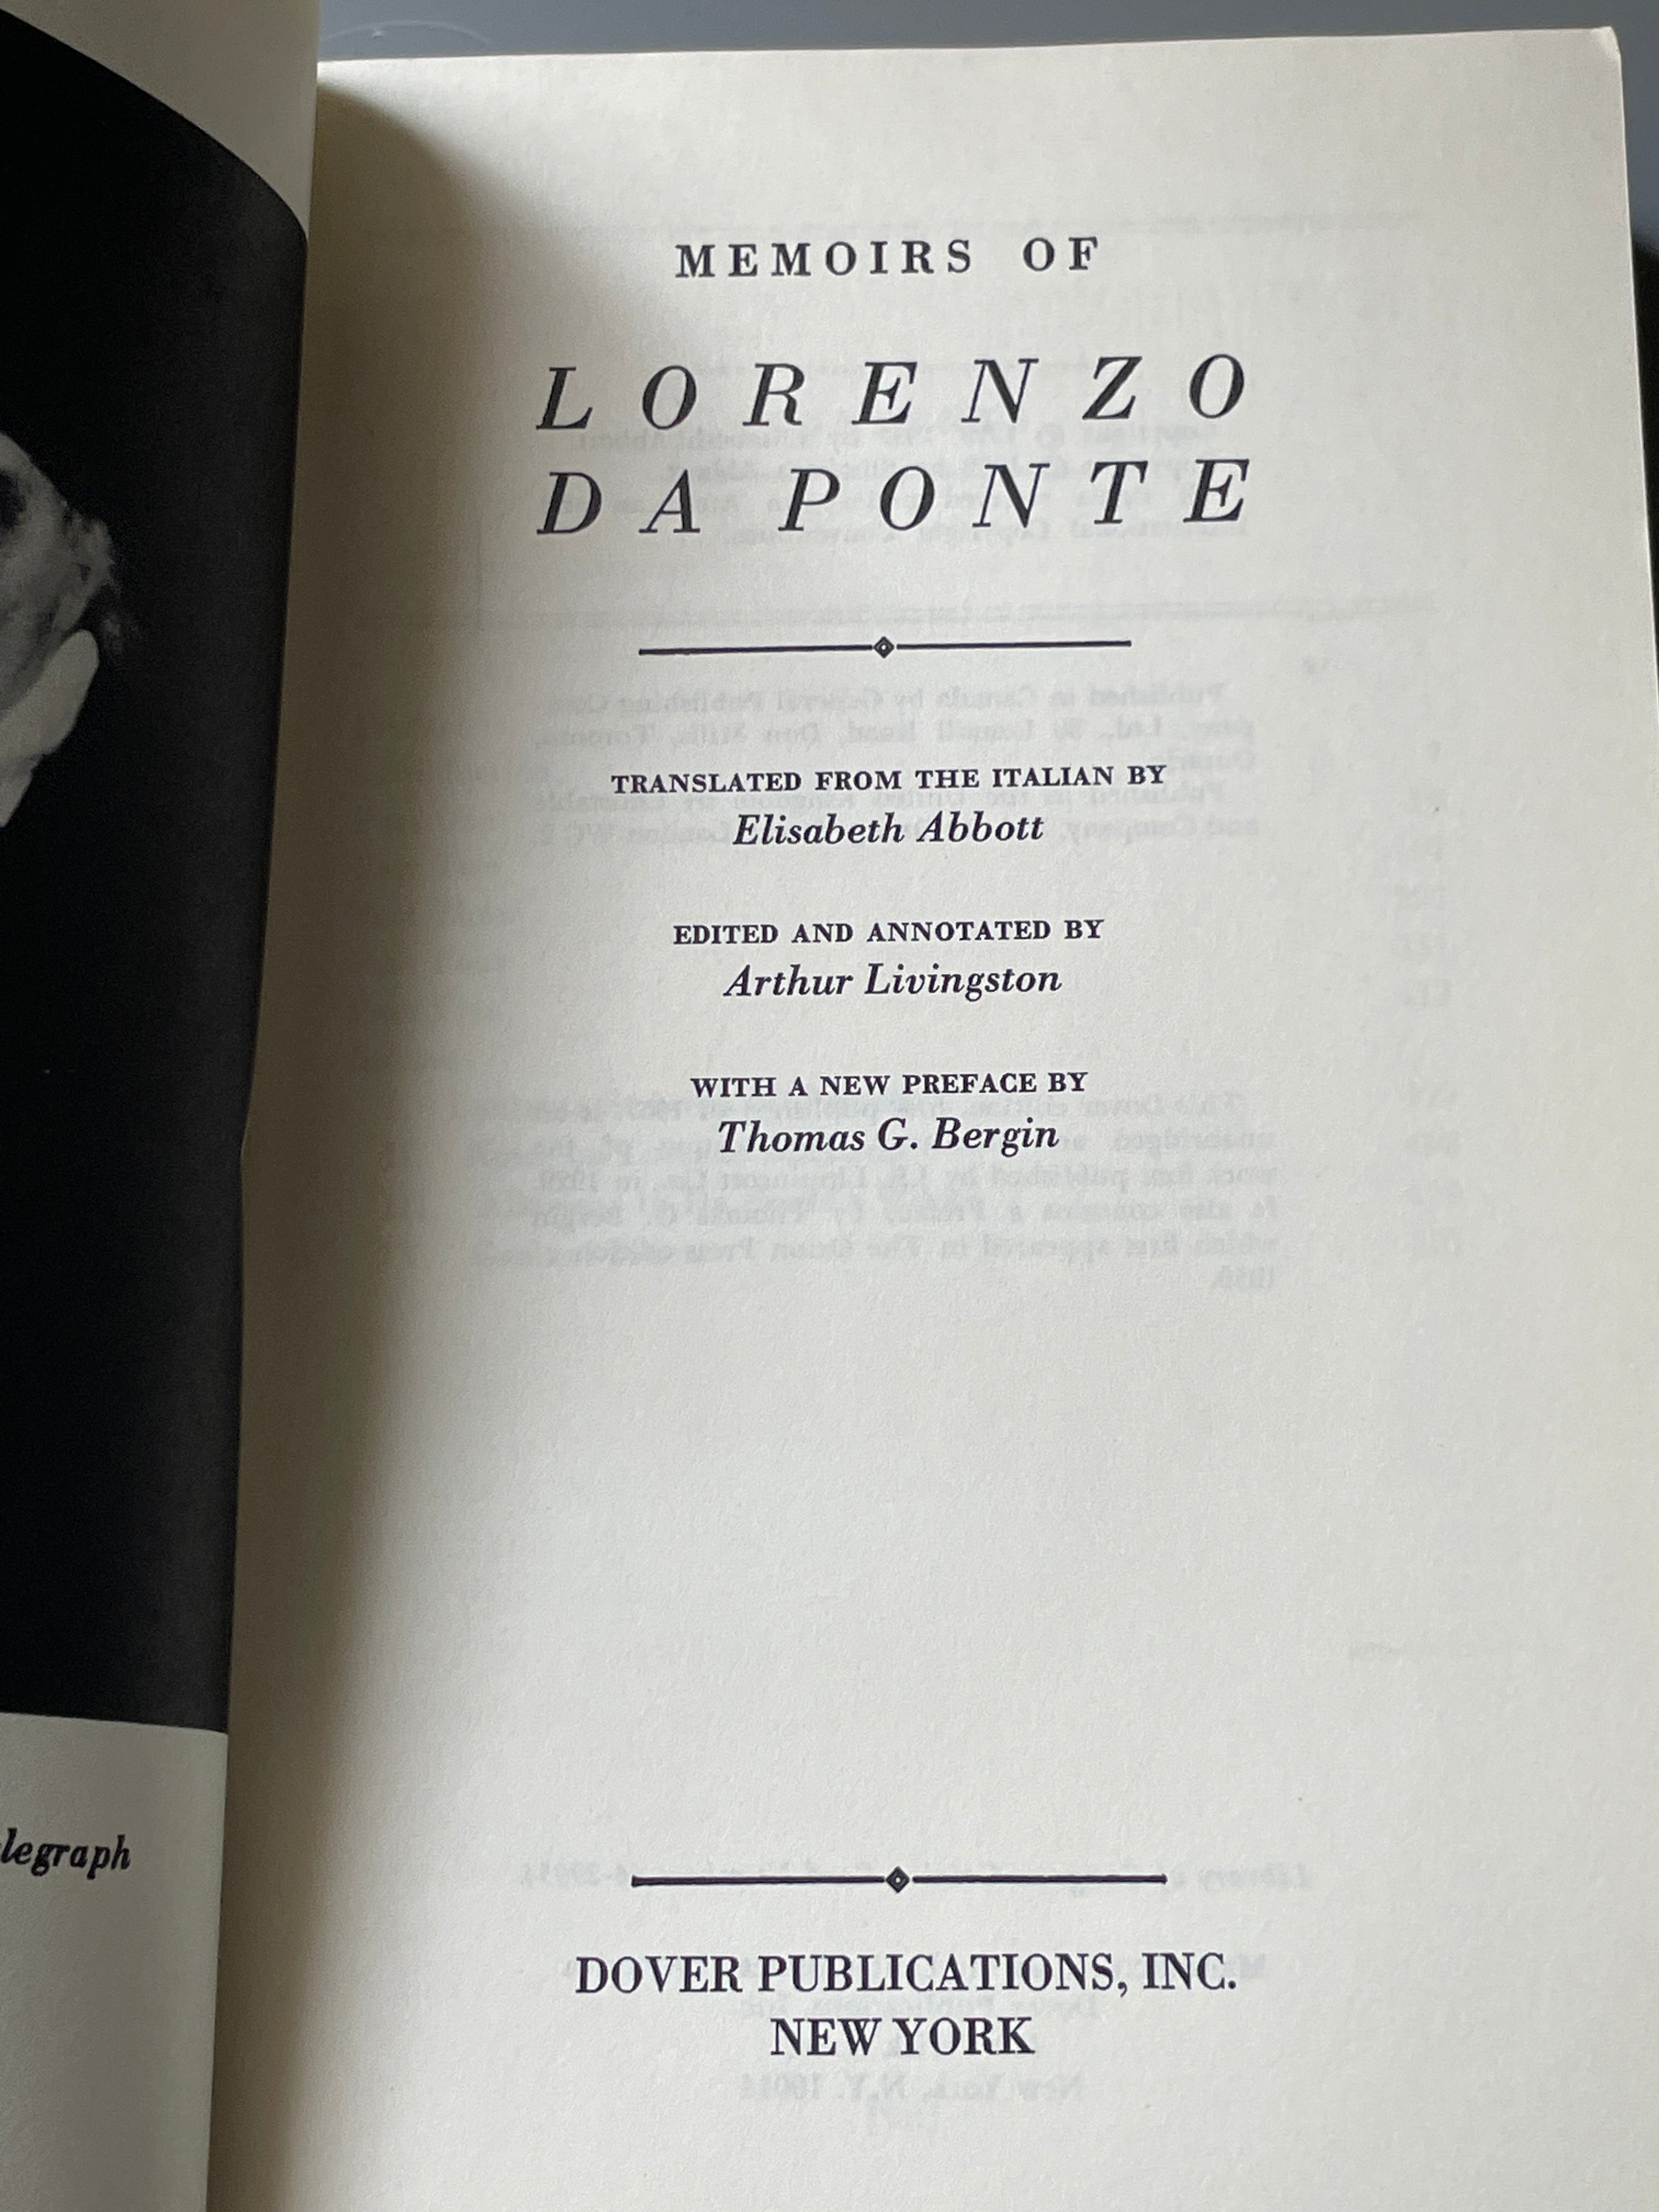 MEMOIRS OF
LORENZO
DA PONTE
TRANSLATED FROM THE ITALIAN BY
Elisabeth Abbott
EDITED AND ANNOTATED BY
Arthur Livingston
WITH A NEW PREFACE BY
Thomas G. Bergin
DOVER PUBLICATIONS, INC.
NEW YORK
legraph